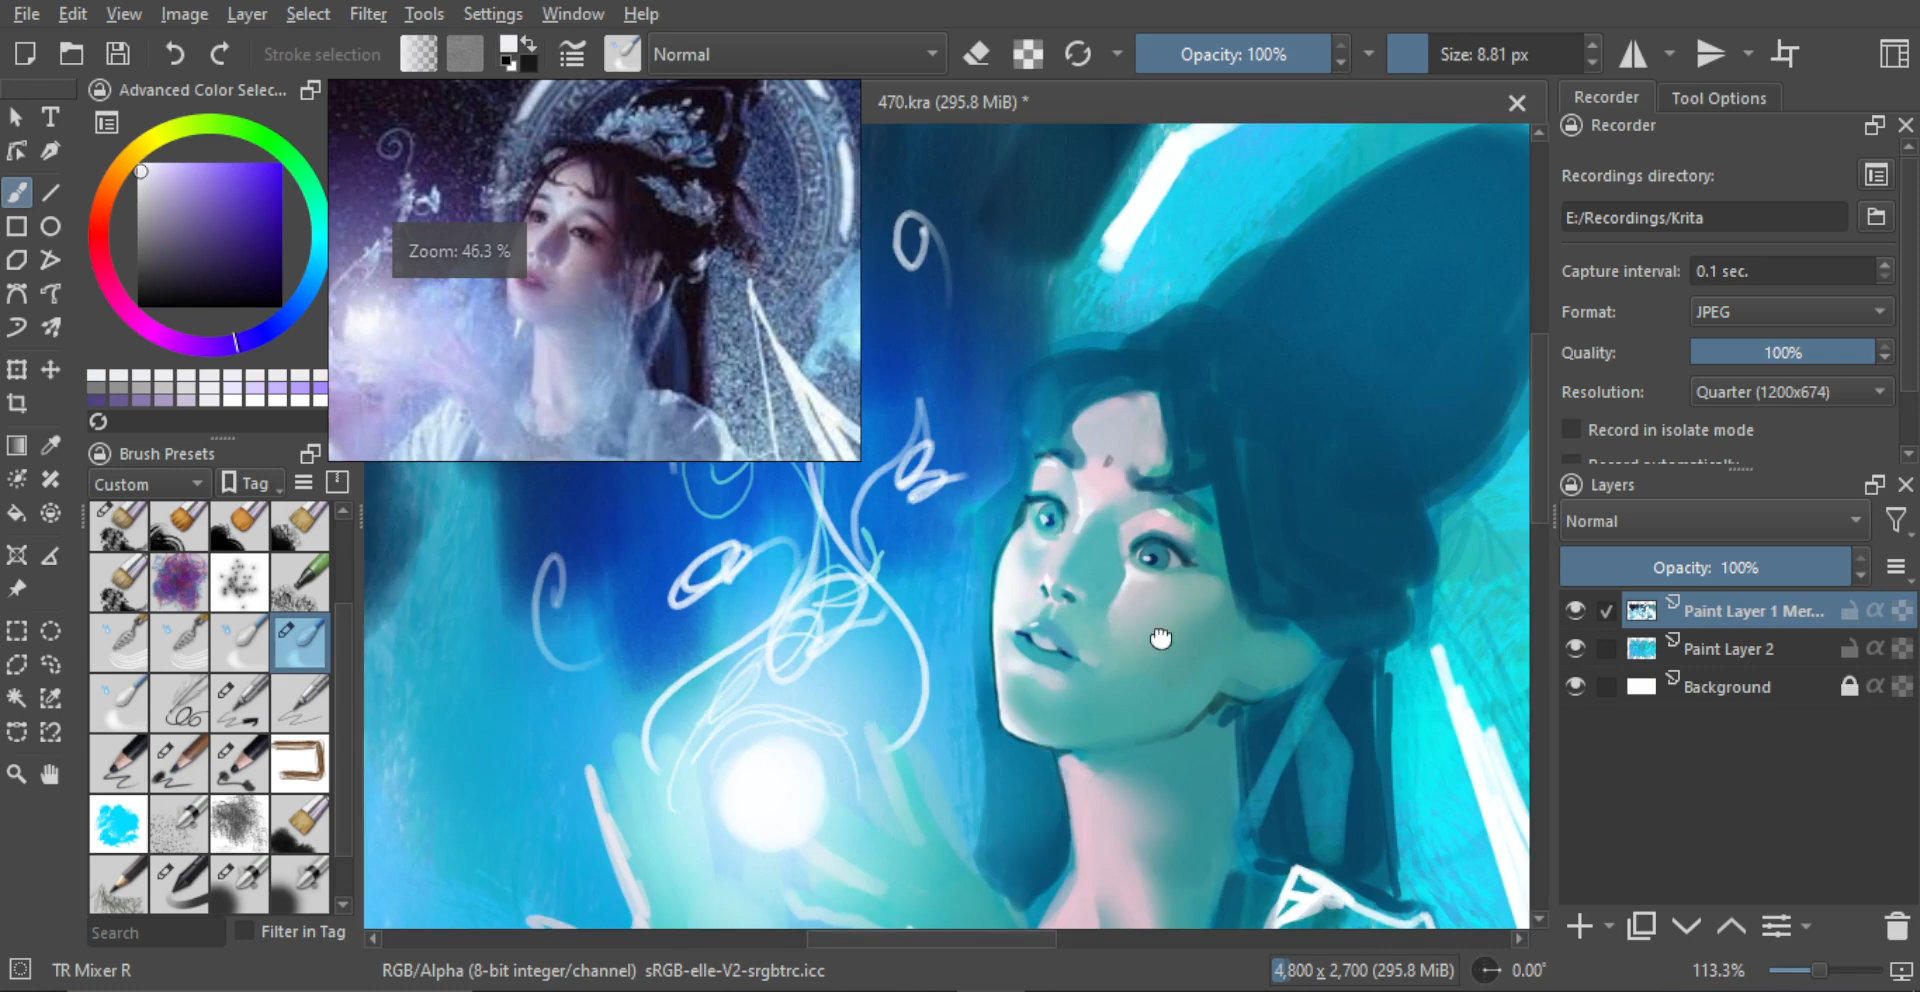 File Edit View Image Layer Select Filter Tools Settings Window Help
Stroke selection Normal Opacity: 100% Size: 8.81 px
Advanced Color Selec...
Zoom: 46.3 %
470.kra (295.8 MiB) *
Recorder Tool Options
Recorder
Recordings directory:
E:/Recordings/Krita
Capture interval: 0.1 sec.
Format: JPEG
Quality: 100%
Resolution: Quarter (1200x674)
Record in isolate mode
Record automatically
Brush Presets
Custom Tag
Layers
Normal
Opacity: 100%
Paint Layer 1 Mer...
Paint Layer 2
Background
Search Filter in Tag
TR Mixer R RGB/Alpha (8-bit integer/channel) sRGB-elle-V2-srgbtrc.icc 4,800 x 2,700 (295.8 MiB) 0.00° 113.3%